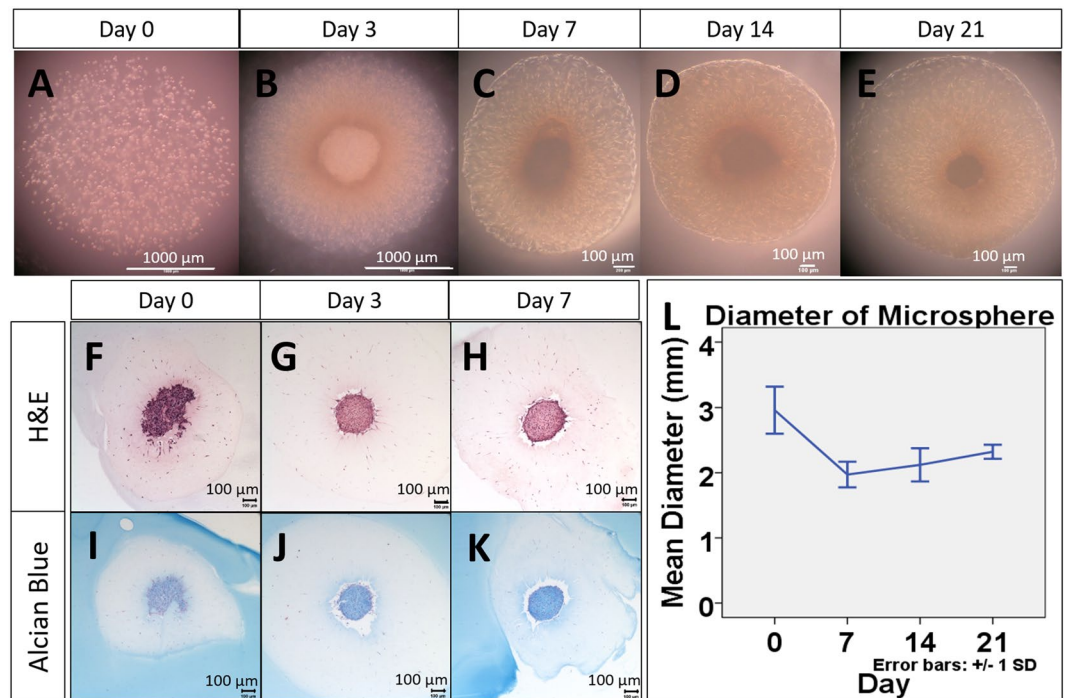 Day 0 Day 3 Day 7 Day 14 Day 21
A B C D E
1000 μm 1000 μm 100 μm 100 μm 100 μm
Day 0 Day 3 Day 7
H&E
F G H
100 μm 100 μm 100 μm
Alcian Blue
I J K
100 μm 100 μm 100 μm
L Diameter of Microsphere
Mean Diameter (mm)
4
3
2
1
0
0 7 14 21
Error bars: +/- 1 SD
Day